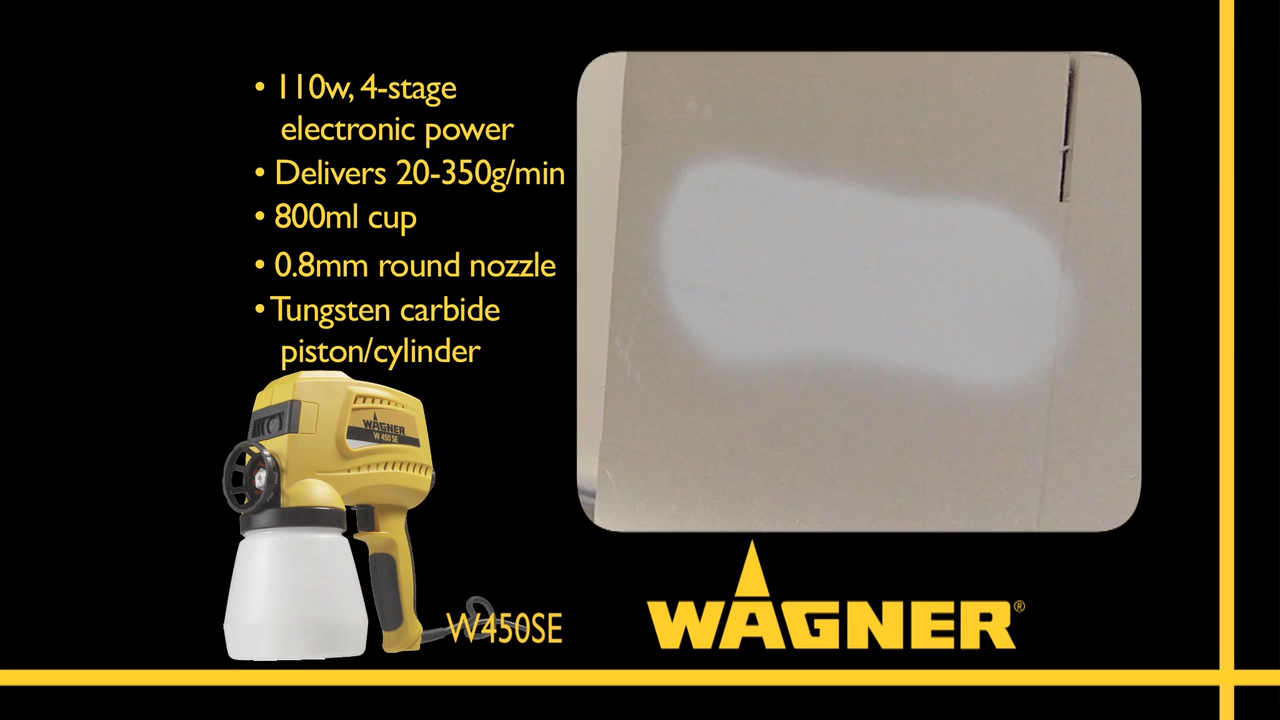 • 110w, 4-stage
electronic power
• Delivers 20-350g/min
• 800ml cup
• 0.8mm round nozzle
• Tungsten carbide
piston/cylinder
WAGNER
W 450 SE
W450SE
WAGNER®